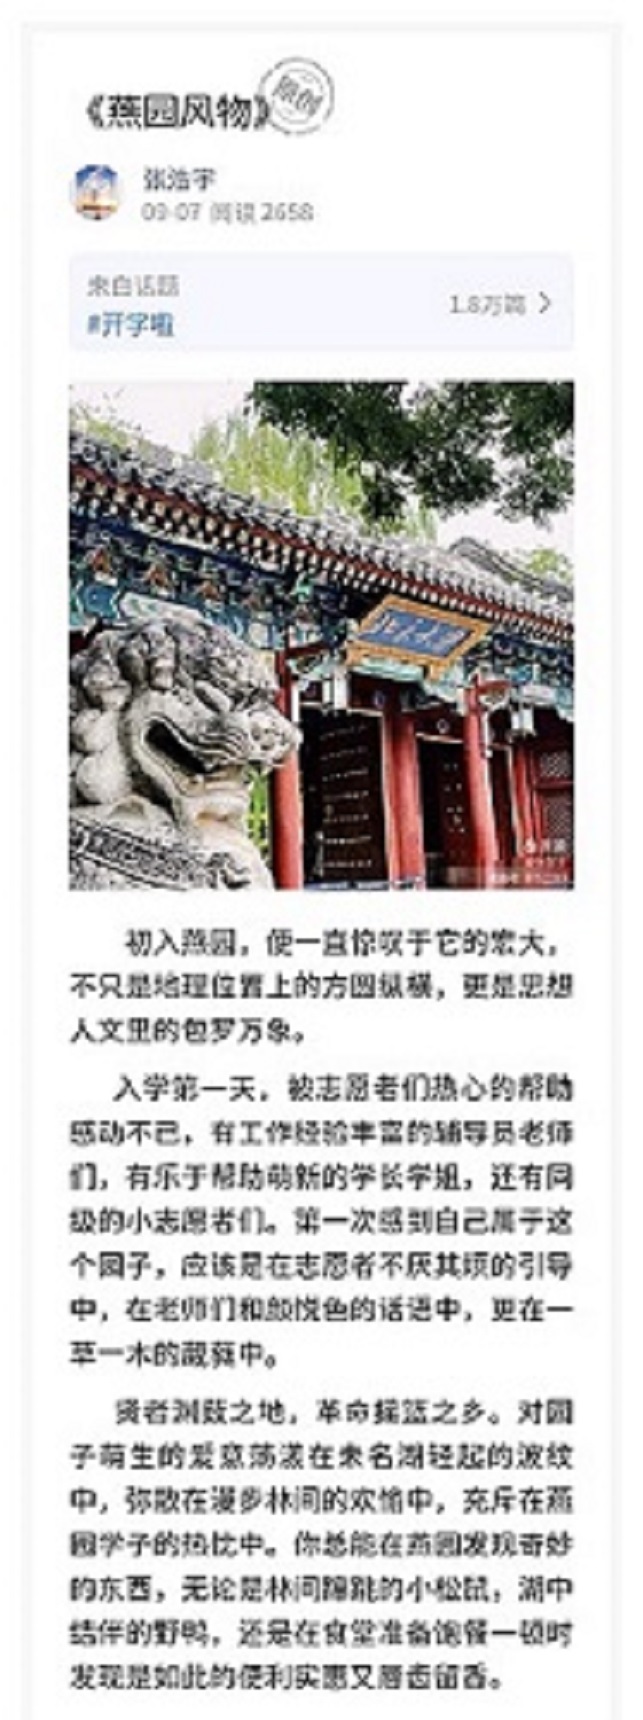 《燕园风物》
原创
张浩宇
09-07 阅读 2658
来自话题
#开学啦
1.8万篇
初入燕园，便一直惊叹于它的宏大，
不只是地理位置上的方圆纵横，更是思想
人文里的包罗万象。
入学第一天，被志愿者们热心的帮助
感动不已，有工作经验丰富的辅导员老师
们，有乐于帮助萌新的学长学姐，还有同
级的小志愿者们。第一次感到自己属于这
个园子，应该是在志愿者不厌其烦的引导
中，在老师们和颜悦色的话语中，更在一
草一木的葳蕤中。
贤者渊薮之地，革命摇篮之乡。对园
子萌生的爱意荡漾在未名湖轻起的波纹
中，弥散在漫步林间的欢愉中，充斥在燕
园学子的热忱中。你总能在燕园发现奇妙
的东西，无论是林间蹦跳的小松鼠，湖中
结伴的野鸭，还是在食堂准备饱餐一顿时
发现是如此的便利实惠又唇齿留香。